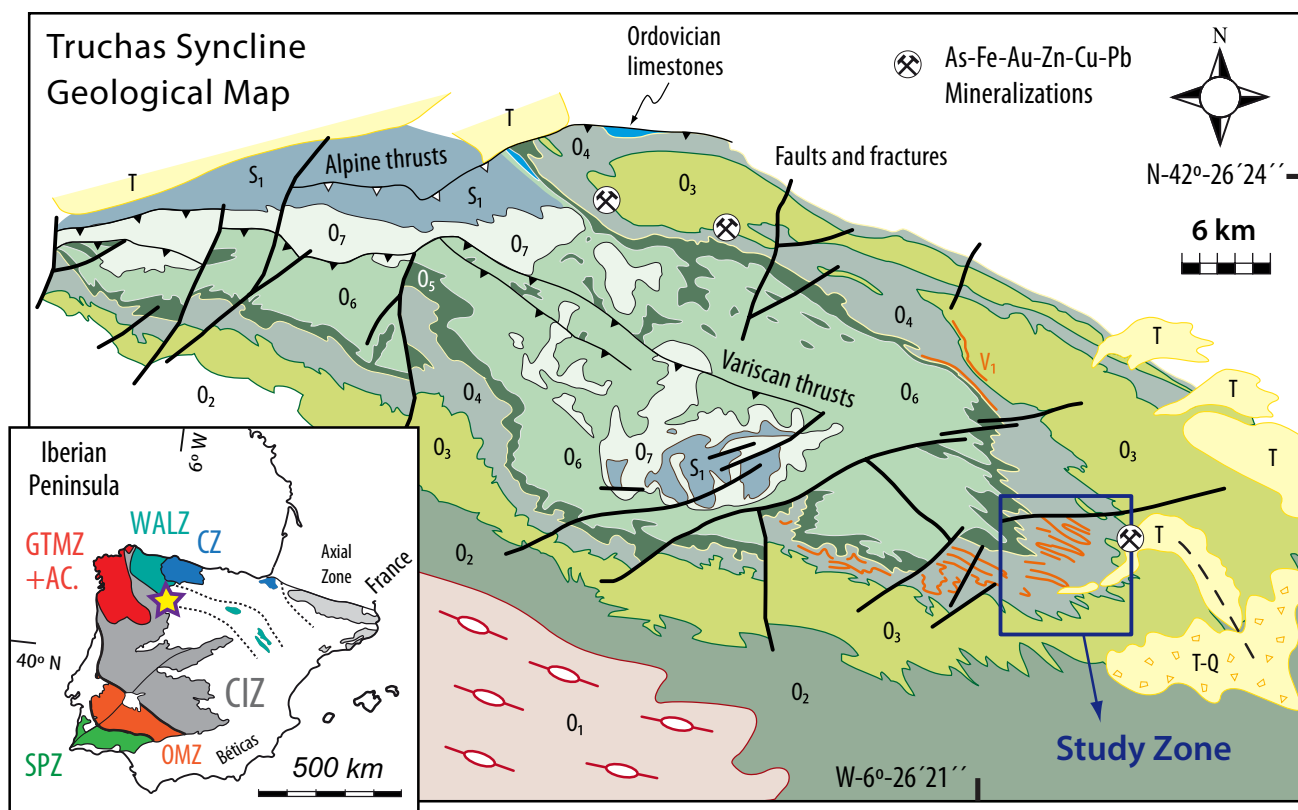 Truchas Syncline
Geological Map
Ordovician
limestones
As-Fe-Au-Zn-Cu-Pb
Mineralizations
N
T
T
O₄
Alpine thrusts
Faults and fractures
S₁
S₁
O₃
N-42º-26´24´´
6 km
O₇
O₇
O₆
O₅
O₄
V₁
T
O₂
Variscan thrusts
O₆
O₄
O₇
O₆
S₁
O₃
T
T
O₂
O₃
O₂
O₁
T-Q
Study Zone
W-6º-26´21´´
Iberian
Peninsula
6º W
WALZ
CZ
GTMZ
+AC.
Axial
Zone
France
40º N
CIZ
SPZ
OMZ
Béticas
500 km